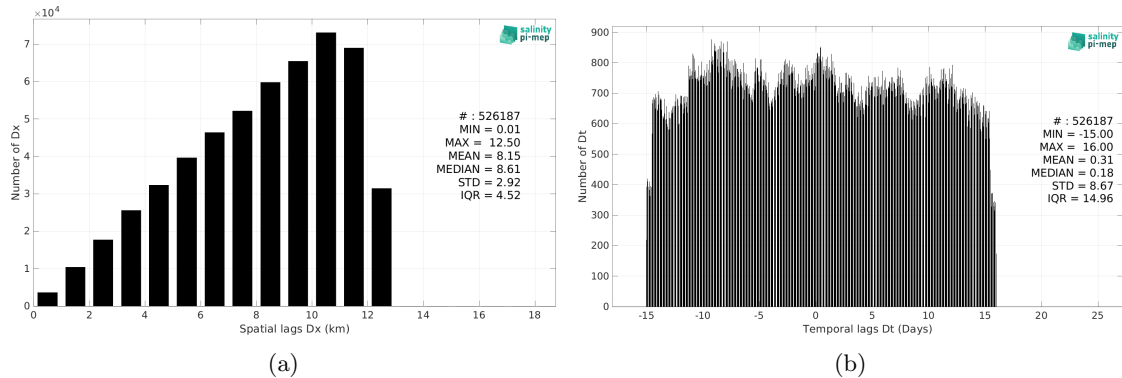 ×10⁴
7
6
5
4
3
2
1
0
Number of Dx
0 2 4 6 8 10 12 14 16 18
Spatial lags Dx (km)
salinity
pi-mep
# : 526187
MIN = 0.01
MAX = 12.50
MEAN = 8.15
MEDIAN = 8.61
STD = 2.92
IQR = 4.52
(a)
900
800
700
600
500
400
300
200
100
0
Number of Dt
-15 -10 -5 0 5 10 15 20 25
Temporal lags Dt (Days)
salinity
pi-mep
# : 526187
MIN = -15.00
MAX = 16.00
MEAN = 0.31
MEDIAN = 0.18
STD = 8.67
IQR = 14.96
(b)